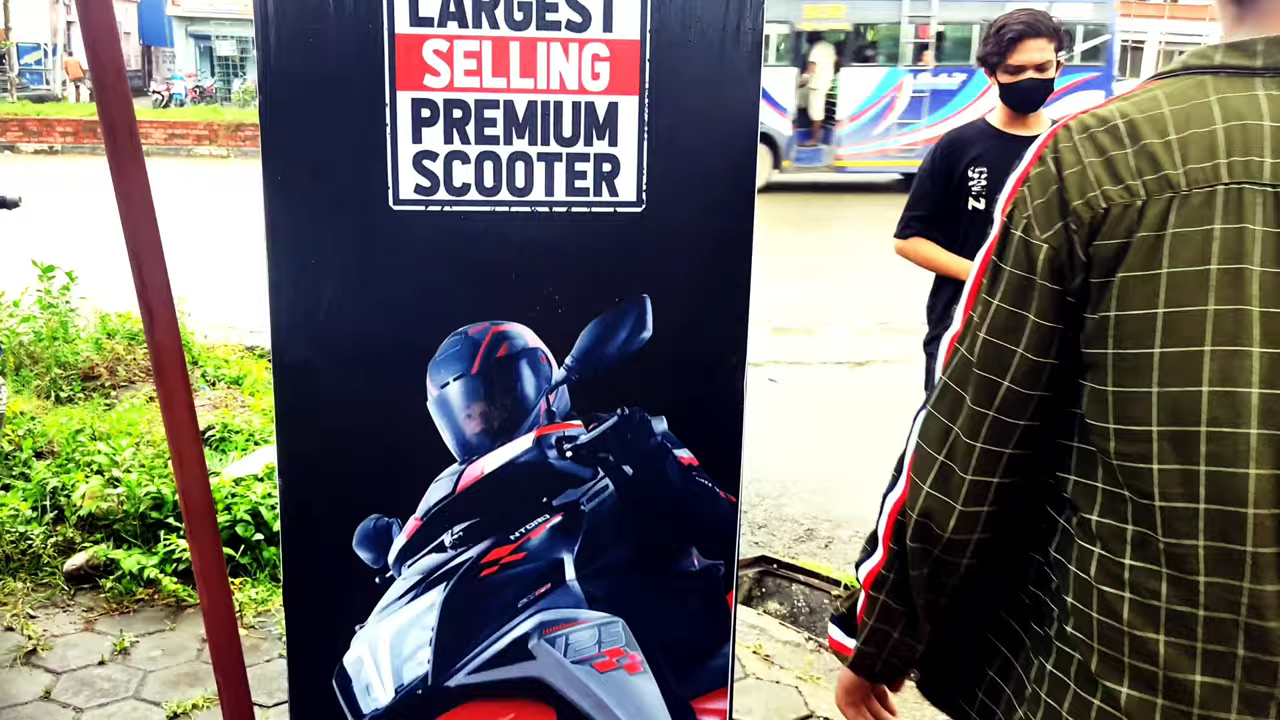 LARGEST
SELLING
PREMIUM
SCOOTER
NTORQ
125